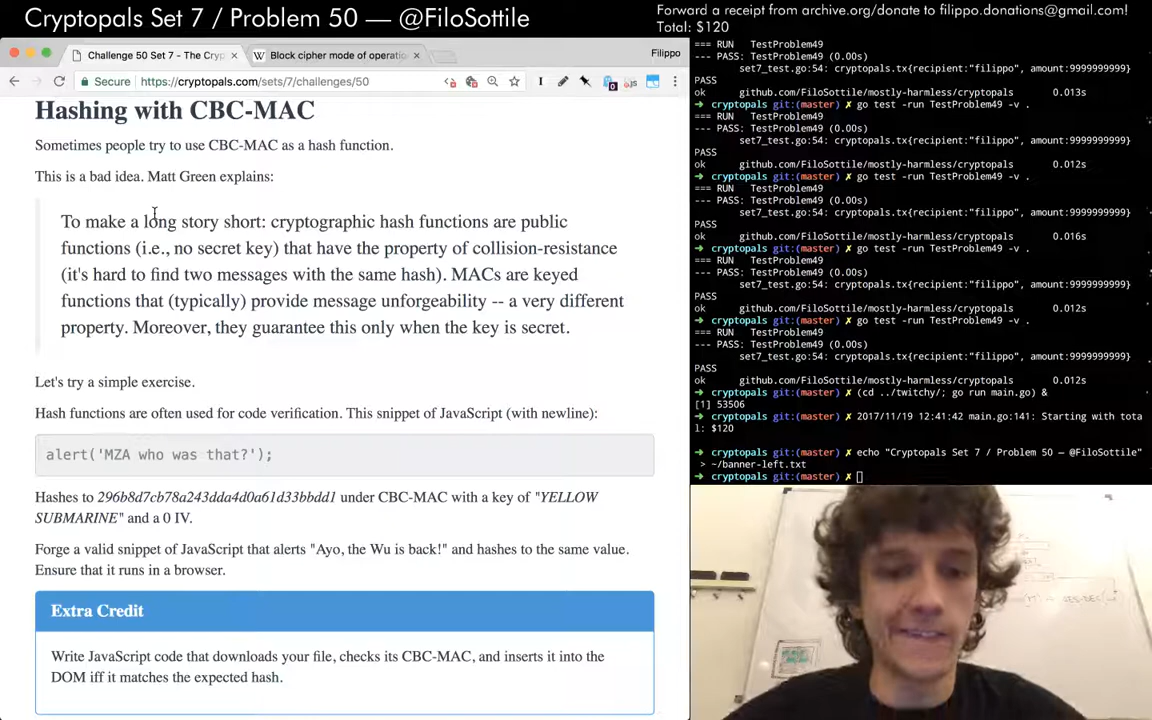 Cryptopals Set 7 / Problem 50 — @FiloSottile
Forward a receipt from archive.org/donate to filippo.donations@gmail.com!
Total: $120
Challenge 50 Set 7 - The Cryp
Block cipher mode of operatio
Filippo
Secure
https://cryptopals.com/sets/7/challenges/50
Hashing with CBC-MAC
Sometimes people try to use CBC-MAC as a hash function.
This is a bad idea. Matt Green explains:
To make a long story short: cryptographic hash functions are public
functions (i.e., no secret key) that have the property of collision-resistance
(it's hard to find two messages with the same hash). MACs are keyed
functions that (typically) provide message unforgeability -- a very different
property. Moreover, they guarantee this only when the key is secret.
Let's try a simple exercise.
Hash functions are often used for code verification. This snippet of JavaScript (with newline):
alert('MZA who was that?');
Hashes to 296b8d7cb78a243dda4d0a61d33bbdd1 under CBC-MAC with a key of "YELLOW
SUBMARINE" and a 0 IV.
Forge a valid snippet of JavaScript that alerts "Ayo, the Wu is back!" and hashes to the same value.
Ensure that it runs in a browser.
Extra Credit
Write JavaScript code that downloads your file, checks its CBC-MAC, and inserts it into the
DOM iff it matches the expected hash.
=== RUN   TestProblem49
--- PASS: TestProblem49 (0.00s)
set7_test.go:54: cryptopals.tx{recipient:"filippo", amount:9999999999}
PASS
ok      github.com/FiloSottile/mostly-harmless/cryptopals      0.013s
➜  cryptopals git:(master) ✗ go test -run TestProblem49 -v .
=== RUN   TestProblem49
--- PASS: TestProblem49 (0.00s)
set7_test.go:54: cryptopals.tx{recipient:"filippo", amount:9999999999}
PASS
ok      github.com/FiloSottile/mostly-harmless/cryptopals      0.012s
➜  cryptopals git:(master) ✗ go test -run TestProblem49 -v .
=== RUN   TestProblem49
--- PASS: TestProblem49 (0.00s)
set7_test.go:54: cryptopals.tx{recipient:"filippo", amount:9999999999}
PASS
ok      github.com/FiloSottile/mostly-harmless/cryptopals      0.016s
➜  cryptopals git:(master) ✗ go test -run TestProblem49 -v .
=== RUN   TestProblem49
--- PASS: TestProblem49 (0.00s)
set7_test.go:54: cryptopals.tx{recipient:"filippo", amount:9999999999}
PASS
ok      github.com/FiloSottile/mostly-harmless/cryptopals      0.012s
➜  cryptopals git:(master) ✗ go test -run TestProblem49 -v .
=== RUN   TestProblem49
--- PASS: TestProblem49 (0.00s)
set7_test.go:54: cryptopals.tx{recipient:"filippo", amount:9999999999}
PASS
ok      github.com/FiloSottile/mostly-harmless/cryptopals      0.012s
➜  cryptopals git:(master) ✗ (cd ../twitchy/; go run main.go) &
[1] 53506
➜  cryptopals git:(master) ✗ 2017/11/19 12:41:42 main.go:141: Starting with tota
l: $120
➜  cryptopals git:(master) ✗ echo "Cryptopals Set 7 / Problem 50 — @FiloSottile"
> ~/banner-left.txt
➜  cryptopals git:(master) ✗